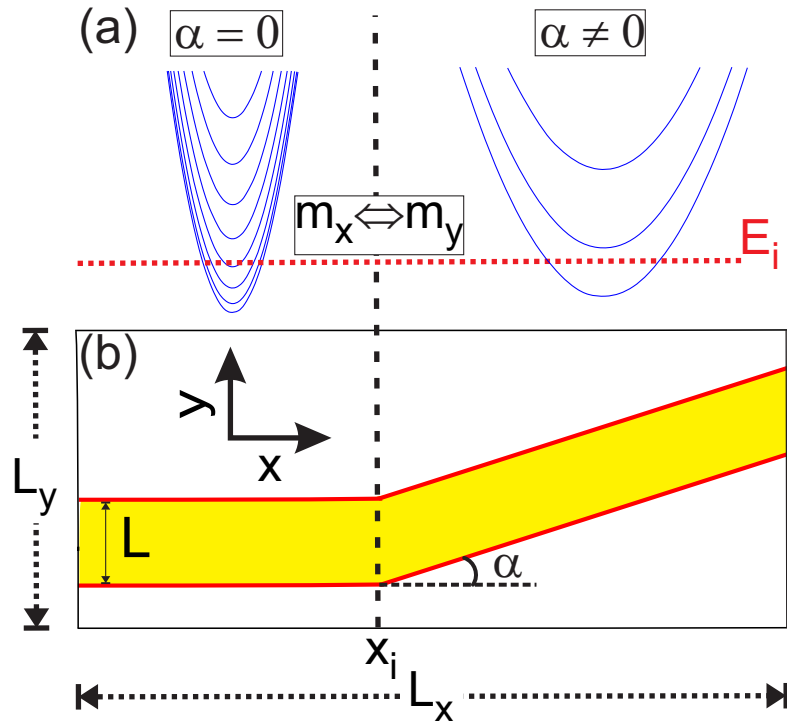 (a)
α = 0
α ≠ 0
m_x⇔m_y
E_i
(b)
y
x
L_y
L
α
x_i
L_x